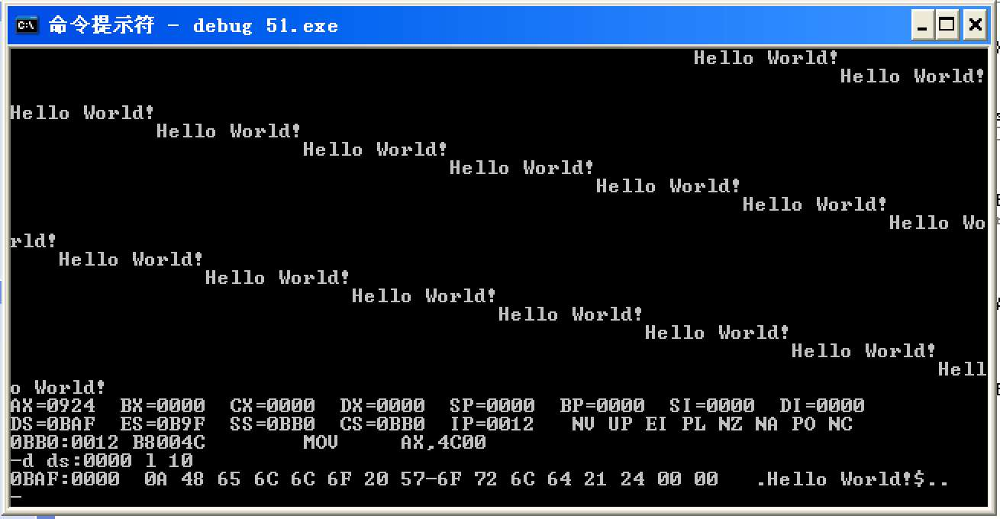 命令提示符 - debug 51.exe
Hello World!
Hello World!
Hello World!
Hello World!
Hello World!
Hello World!
Hello World!
Hello World!
Hello Wo
rld!
Hello World!
Hello World!
Hello World!
Hello World!
Hello World!
Hello World!
Hell
o World!
AX=0924 BX=0000 CX=0000 DX=0000 SP=0000 BP=0000 SI=0000 DI=0000
DS=0BAF ES=0B9F SS=0BB0 CS=0BB0 IP=0012 NV UP EI PL NZ NA PO NC
0BB0:0012 B8004C MOV AX,4C00
-d ds:0000 l 10
0BAF:0000 0A 48 65 6C 6C 6F 20 57-6F 72 6C 64 21 24 00 00 .Hello World!$..
-